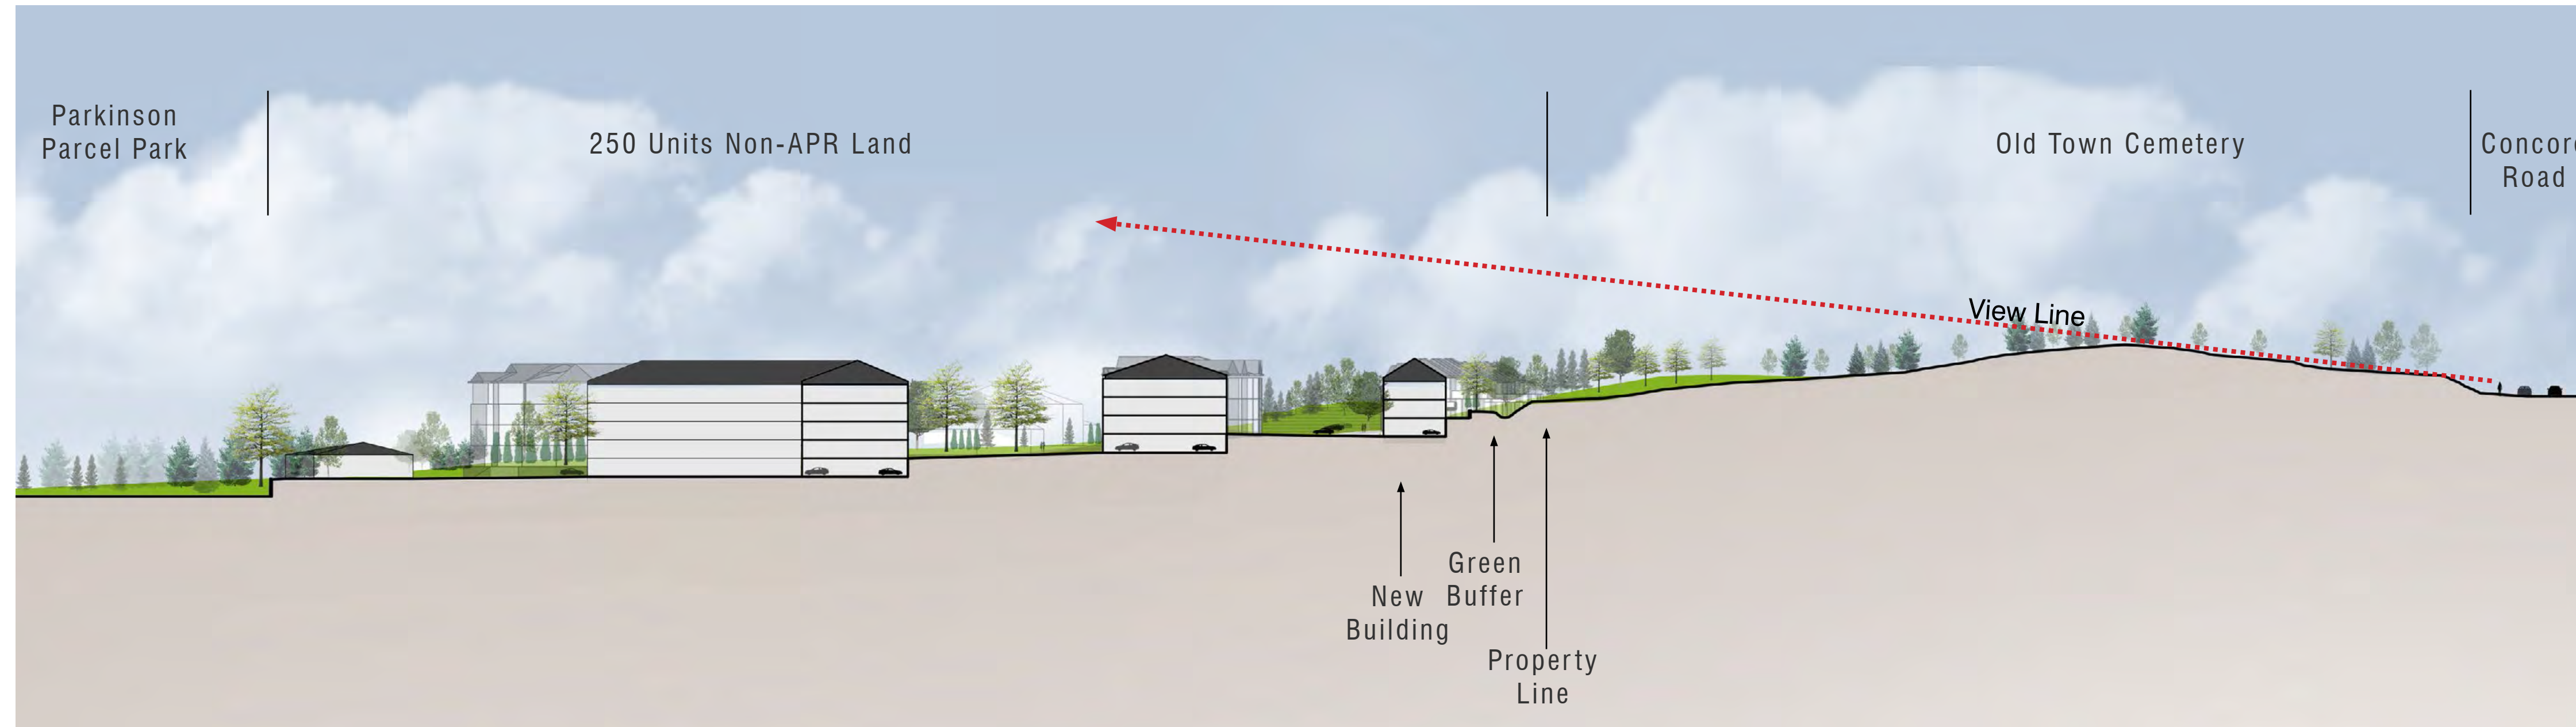 Parkinson
Parcel Park
250 Units Non-APR Land
Old Town Cemetery
Road
View Line
New
Building
Green
Buffer
Property
Line